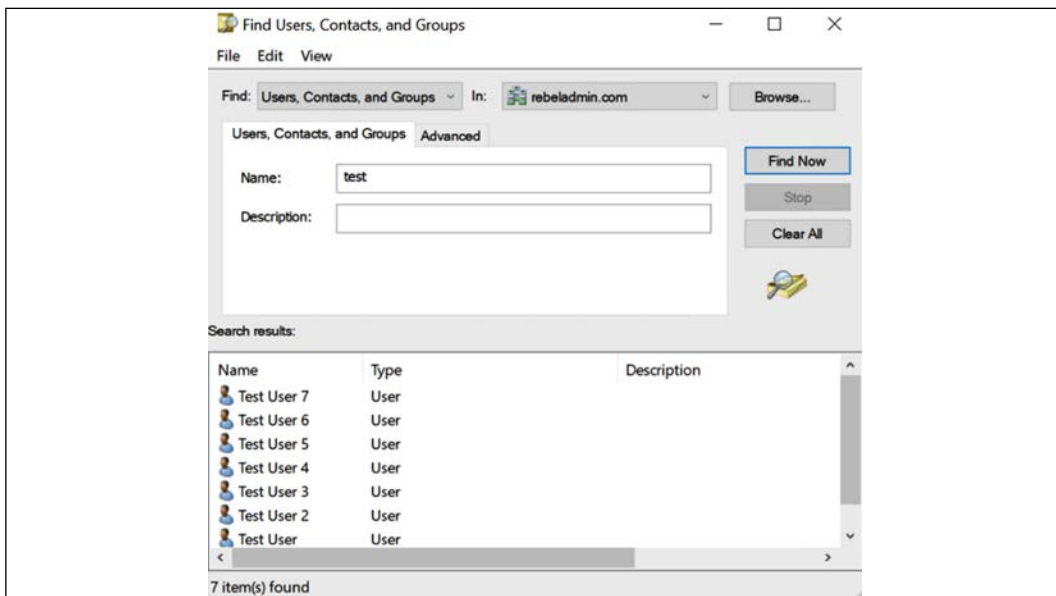 Find Users, Contacts, and Groups
File Edit View
Find: Users, Contacts, and Groups In: rebeladmin.com Browse...
Users, Contacts, and Groups Advanced
Find Now
Name: test
Stop
Description:
Clear All
Search results:
Name Type Description
Test User 7 User
Test User 6 User
Test User 5 User
Test User 4 User
Test User 3 User
Test User 2 User
Test User User
7 item(s) found